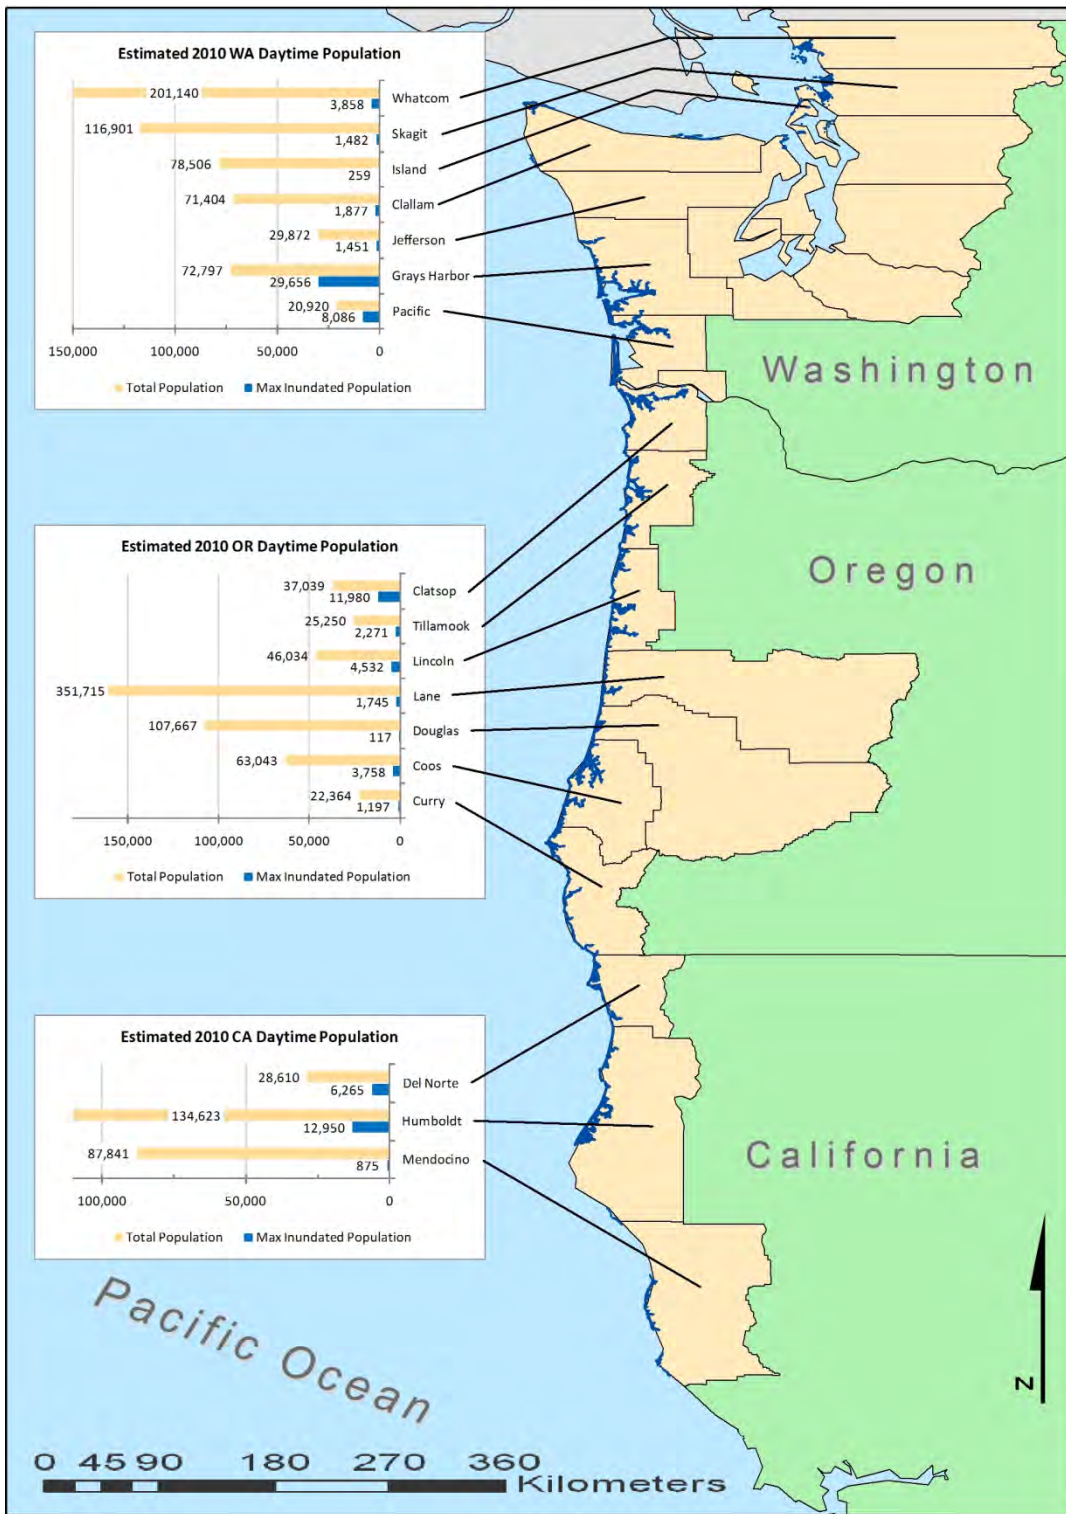 Estimated 2010 WA Daytime Population
201,140
3,858
Whatcom
116,901
1,482
Skagit
78,506
259
Island
71,404
1,877
Clallam
29,872
1,451
Jefferson
72,797
29,656
Grays Harbor
20,920
8,086
Pacific
150,000 100,000 50,000 0
Total Population Max Inundated Population
Washington
Estimated 2010 OR Daytime Population
37,039
11,980
Clatsop
25,250
2,271
Tillamook
46,034
4,532
Lincoln
351,715
1,745
Lane
107,667
117
Douglas
63,043
3,758
Coos
22,364
1,197
Curry
150,000 100,000 50,000 0
Total Population Max Inundated Population
Oregon
Estimated 2010 CA Daytime Population
28,610
6,265
Del Norte
134,623
12,950
Humboldt
87,841
875
Mendocino
100,000 50,000 0
Total Population Max Inundated Population
California
Pacific Ocean
N
0 45 90 180 270 360
Kilometers